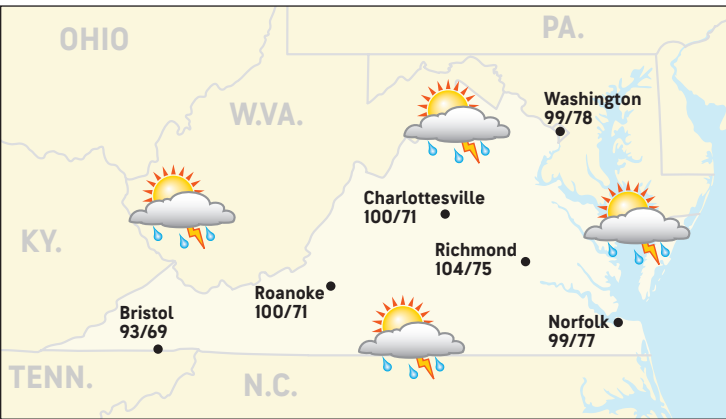 OHIO
PA.
W.VA.
Washington
99/78
Charlottesville
100/71
KY.
Richmond
104/75
Roanoke
100/71
Bristol
93/69
Norfolk
99/77
TENN.
N.C.